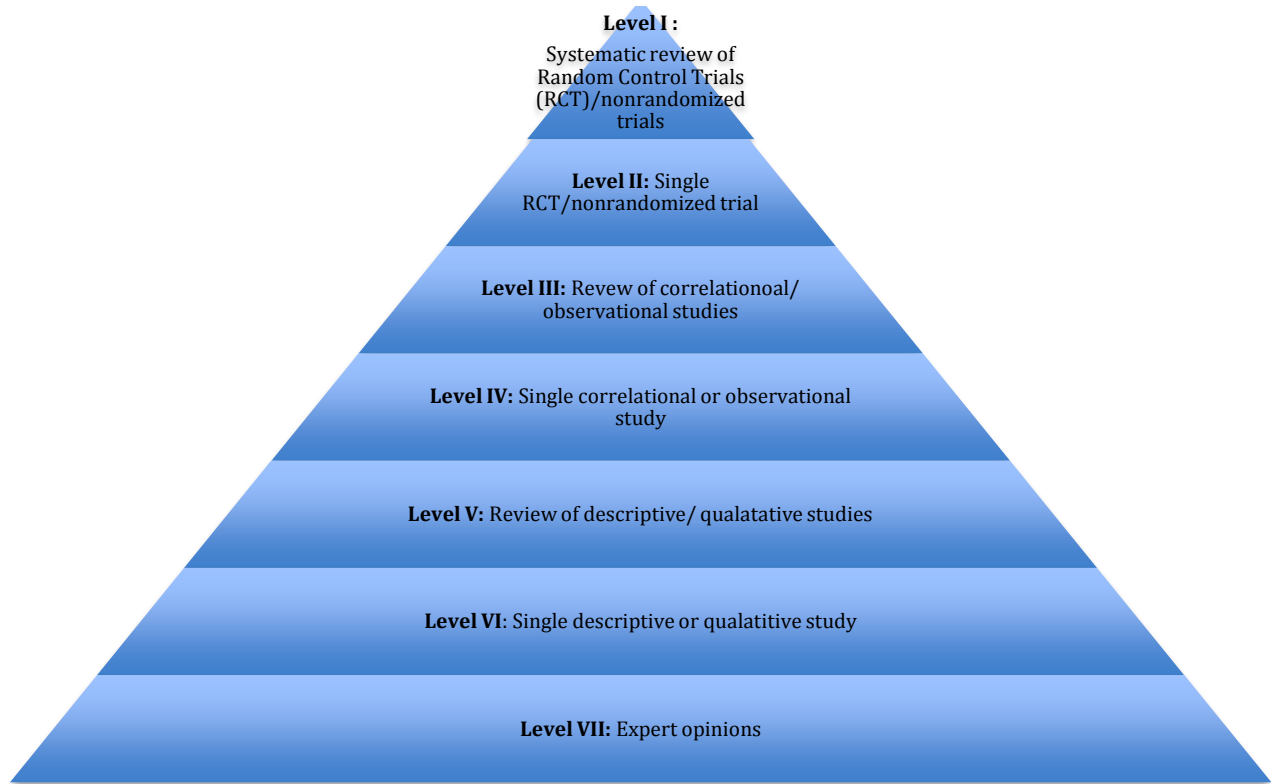 Level I :
Systematic review of
Random Control Trials
(RCT)/nonrandomized
trials
Level II: Single
RCT/nonrandomized trial
Level III: Revew of correlationoal/
observational studies
Level IV: Single correlational or observational
study
Level V: Review of descriptive/ qualatative studies
Level VI: Single descriptive or qualatitive study
Level VII: Expert opinions